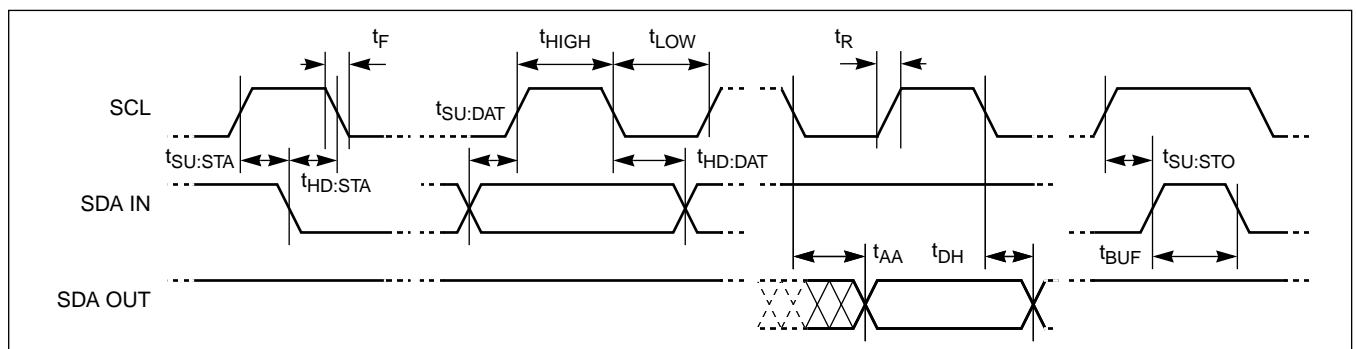 tF
tHIGH
tLOW
tR
SCL
tSU:DAT
tSU:STA
tHD:STA
tHD:DAT
tSU:STO
SDA IN
tAA
tDH
tBUF
SDA OUT